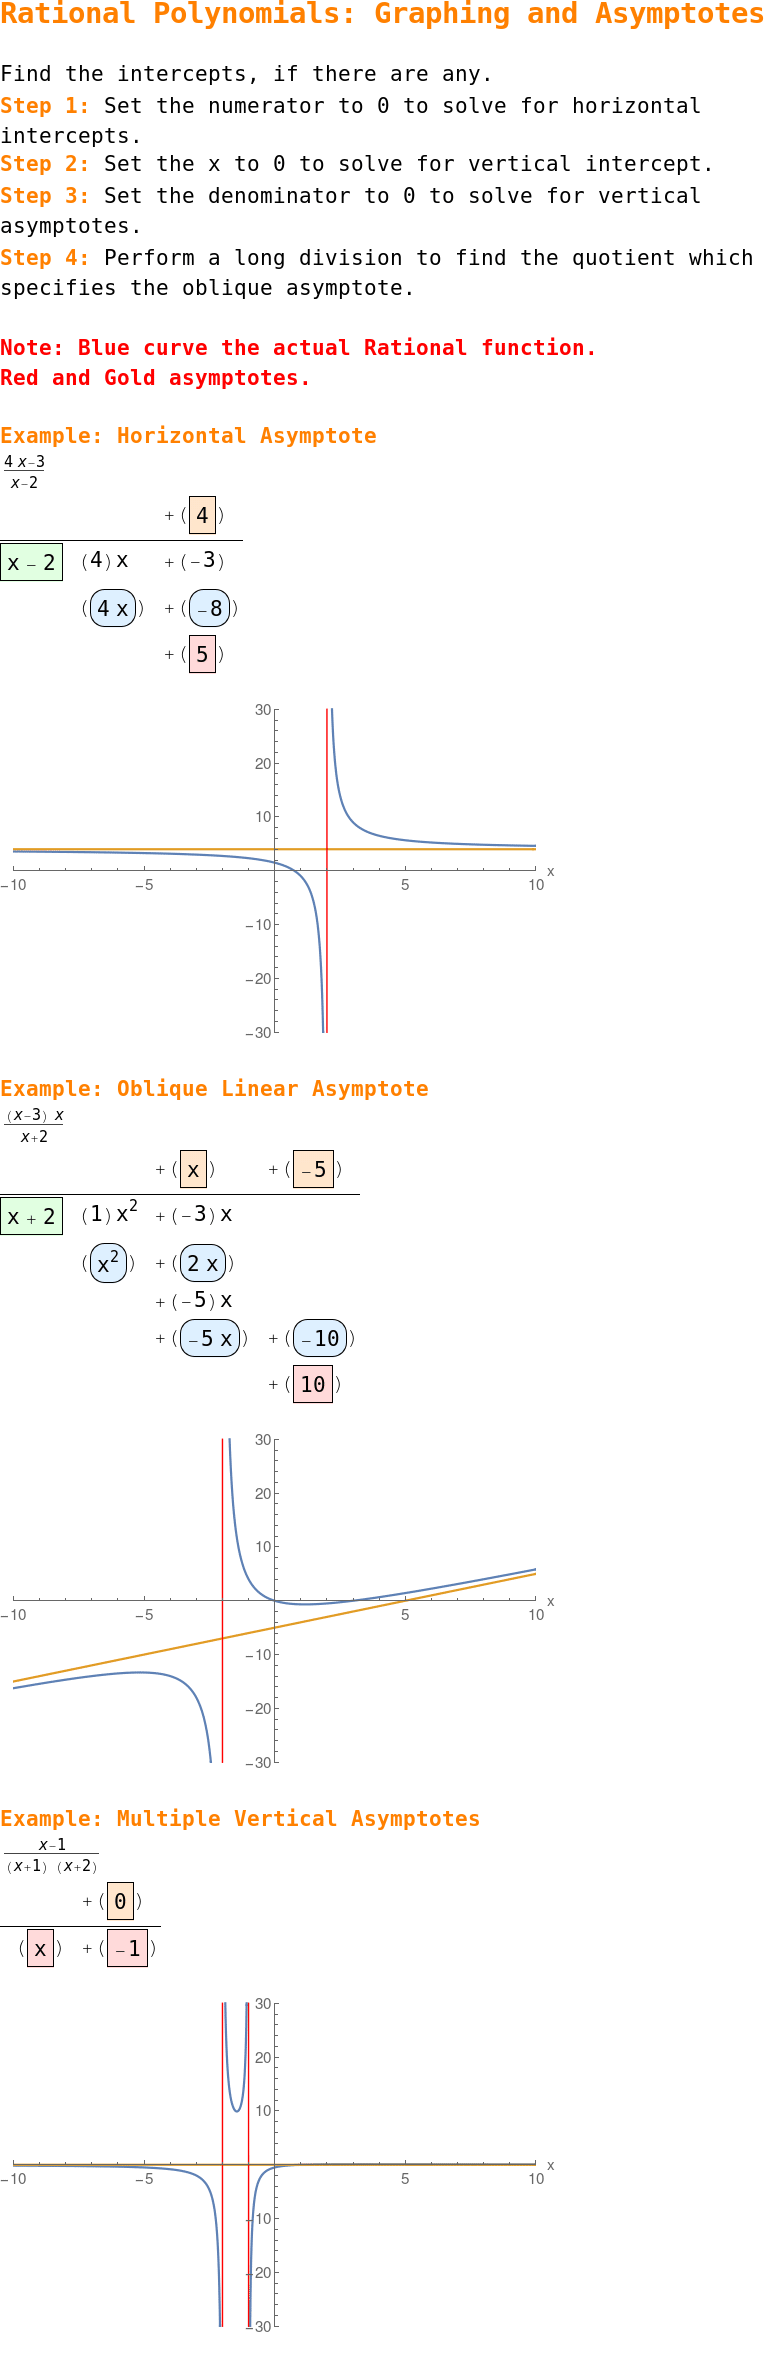 Rational Polynomials: Graphing and Asymptotes
Find the intercepts, if there are any.
Step 1: Set the numerator to 0 to solve for horizontal
intercepts.
Step 2: Set the x to 0 to solve for vertical intercept.
Step 3: Set the denominator to 0 to solve for vertical
asymptotes.
Step 4: Perform a long division to find the quotient which
specifies the oblique asymptote.
Note: Blue curve the actual Rational function.
Red and Gold asymptotes.
Example: Horizontal Asymptote
4 x−3
x−2
+ ( 4 )
x − 2 (4) x + (−3)
( 4 x ) + ( −8 )
+ ( 5 )
30
20
10
−10 −5 5 10 x
−10
−20
−30
Example: Oblique Linear Asymptote
(x−3) x
x+2
+ ( x ) + ( −5 )
x + 2 (1) x² + (−3) x
( x² ) + ( 2 x )
+ (−5) x
+ ( −5 x ) + ( −10 )
+ ( 10 )
30
20
10
−10 −5 5 10 x
−10
−20
−30
Example: Multiple Vertical Asymptotes
x−1
(x+1) (x+2)
+ ( 0 )
( x ) + ( −1 )
30
20
10
−10 −5 5 10 x
−10
−20
−30